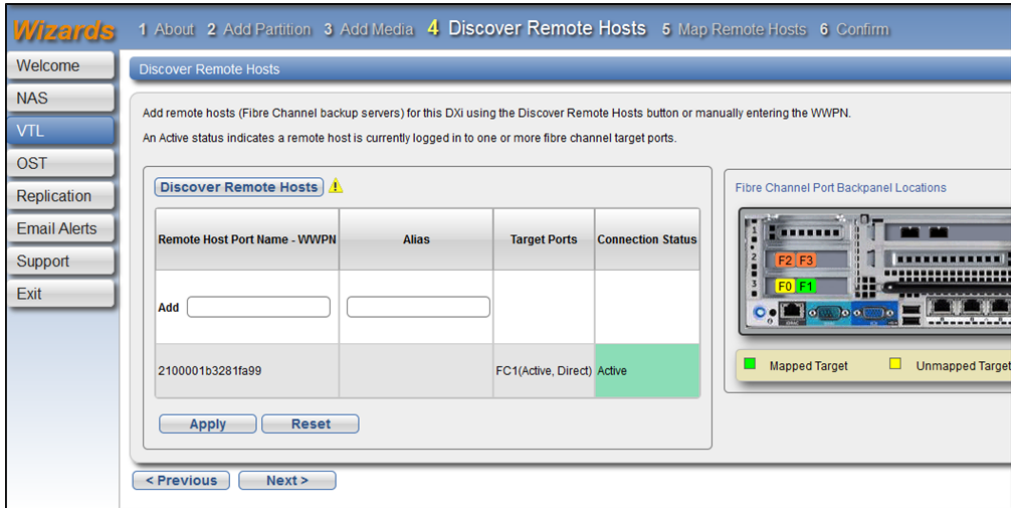 Wizards
1 About 2 Add Partition 3 Add Media 4 Discover Remote Hosts 5 Map Remote Hosts 6 Confirm
Welcome
NAS
VTL
OST
Replication
Email Alerts
Support
Exit
Discover Remote Hosts
Add remote hosts (Fibre Channel backup servers) for this DXi using the Discover Remote Hosts button or manually entering the WWPN.
An Active status indicates a remote host is currently logged in to one or more fibre channel target ports.
Discover Remote Hosts
Remote Host Port Name - WWPN Alias Target Ports Connection Status
Add
2100001b3281fa99 FC1(Active, Direct) Active
Apply Reset
Fibre Channel Port Backpanel Locations
1
2
3
F2 F3
F0 F1
Mapped Target Unmapped Target
< Previous Next >